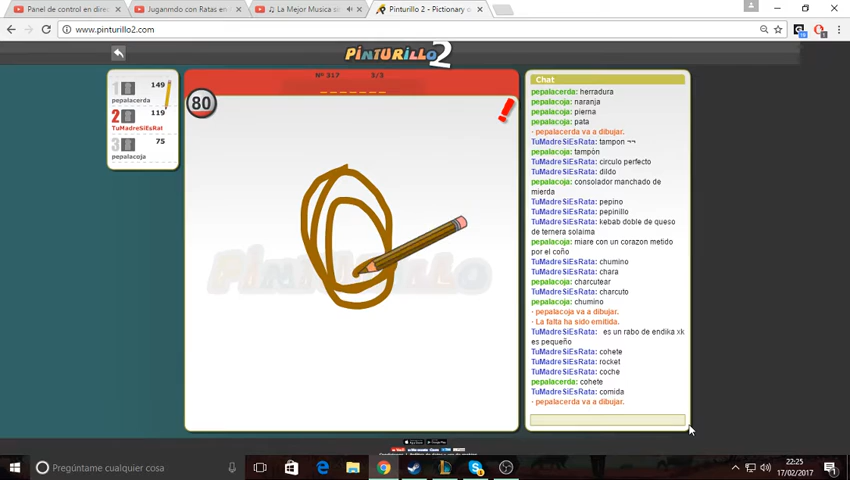 Panel de control en direc
Juganrndo con Ratas en
La Mejor Musica s
Pinturillo 2 - Pictionary o
www.pinturillo2.com
PINTURILLO 2
Nº 317 3/3
80
1 149
pepalacerda
2 119
TuMadreSiEsRat
3 75
pepalacoja
PINTURILLO
Chat
pepalacerda: herradura
pepalacoja: naranja
pepalacoja: pierna
pepalacoja: pata
· pepalacerda va a dibujar.
TuMadreSiEsRata: tampon ¬¬
pepalacoja: tampón
TuMadreSiEsRata: circulo perfecto
TuMadreSiEsRata: dildo
pepalacoja: consolador manchado de
mierda
TuMadreSiEsRata: pepino
TuMadreSiEsRata: pepinillo
TuMadreSiEsRata: kebab doble de queso
de ternera solaima
pepalacoja: miare con un corazon metido
por el coño
TuMadreSiEsRata: chumino
TuMadreSiEsRata: chara
pepalacoja: charcutear
TuMadreSiEsRata: charcuto
pepalacoja: chumino
· pepalacoja va a dibujar.
· La falta ha sido emitida.
TuMadreSiEsRata: es un rabo de endika xk
es pequeño
TuMadreSiEsRata: cohete
TuMadreSiEsRata: rocket
TuMadreSiEsRata: coche
pepalacerda: cohete
TuMadreSiEsRata: comida
· pepalacerda va a dibujar.
Pregúntame cualquier cosa
22:25
17/02/2017